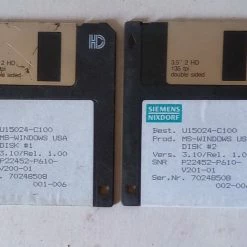 HD
3.5" 2 HD
135 tpi
double sided
U15024-C100
MS-WINDOWS USA
DISK #1
3.10/Rel. 1.00
P22452-P610-
V200-01
70248508
001-006
3.5" 2 HD
135 tpi
double sided
SIEMENS
NIXDORF
Best. U15024-C100
Prod. MS-WINDOWS USA
DISK #2
Vers. 3.10/Rel. 1.00
SNR P22452-P610-
V201-01
Ser.Nr. 70248508
002-00